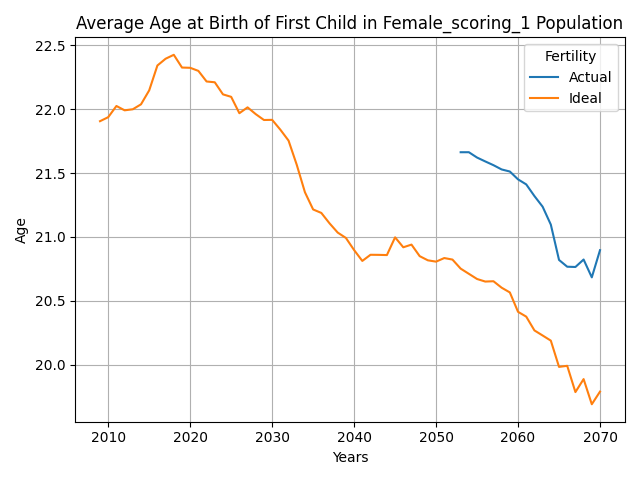 Average Age at Birth of First Child in Female_scoring_1 Population
Fertility
Actual
Ideal
Age
22.5
22.0
21.5
21.0
20.5
20.0
2010 2020 2030 2040 2050 2060 2070
Years